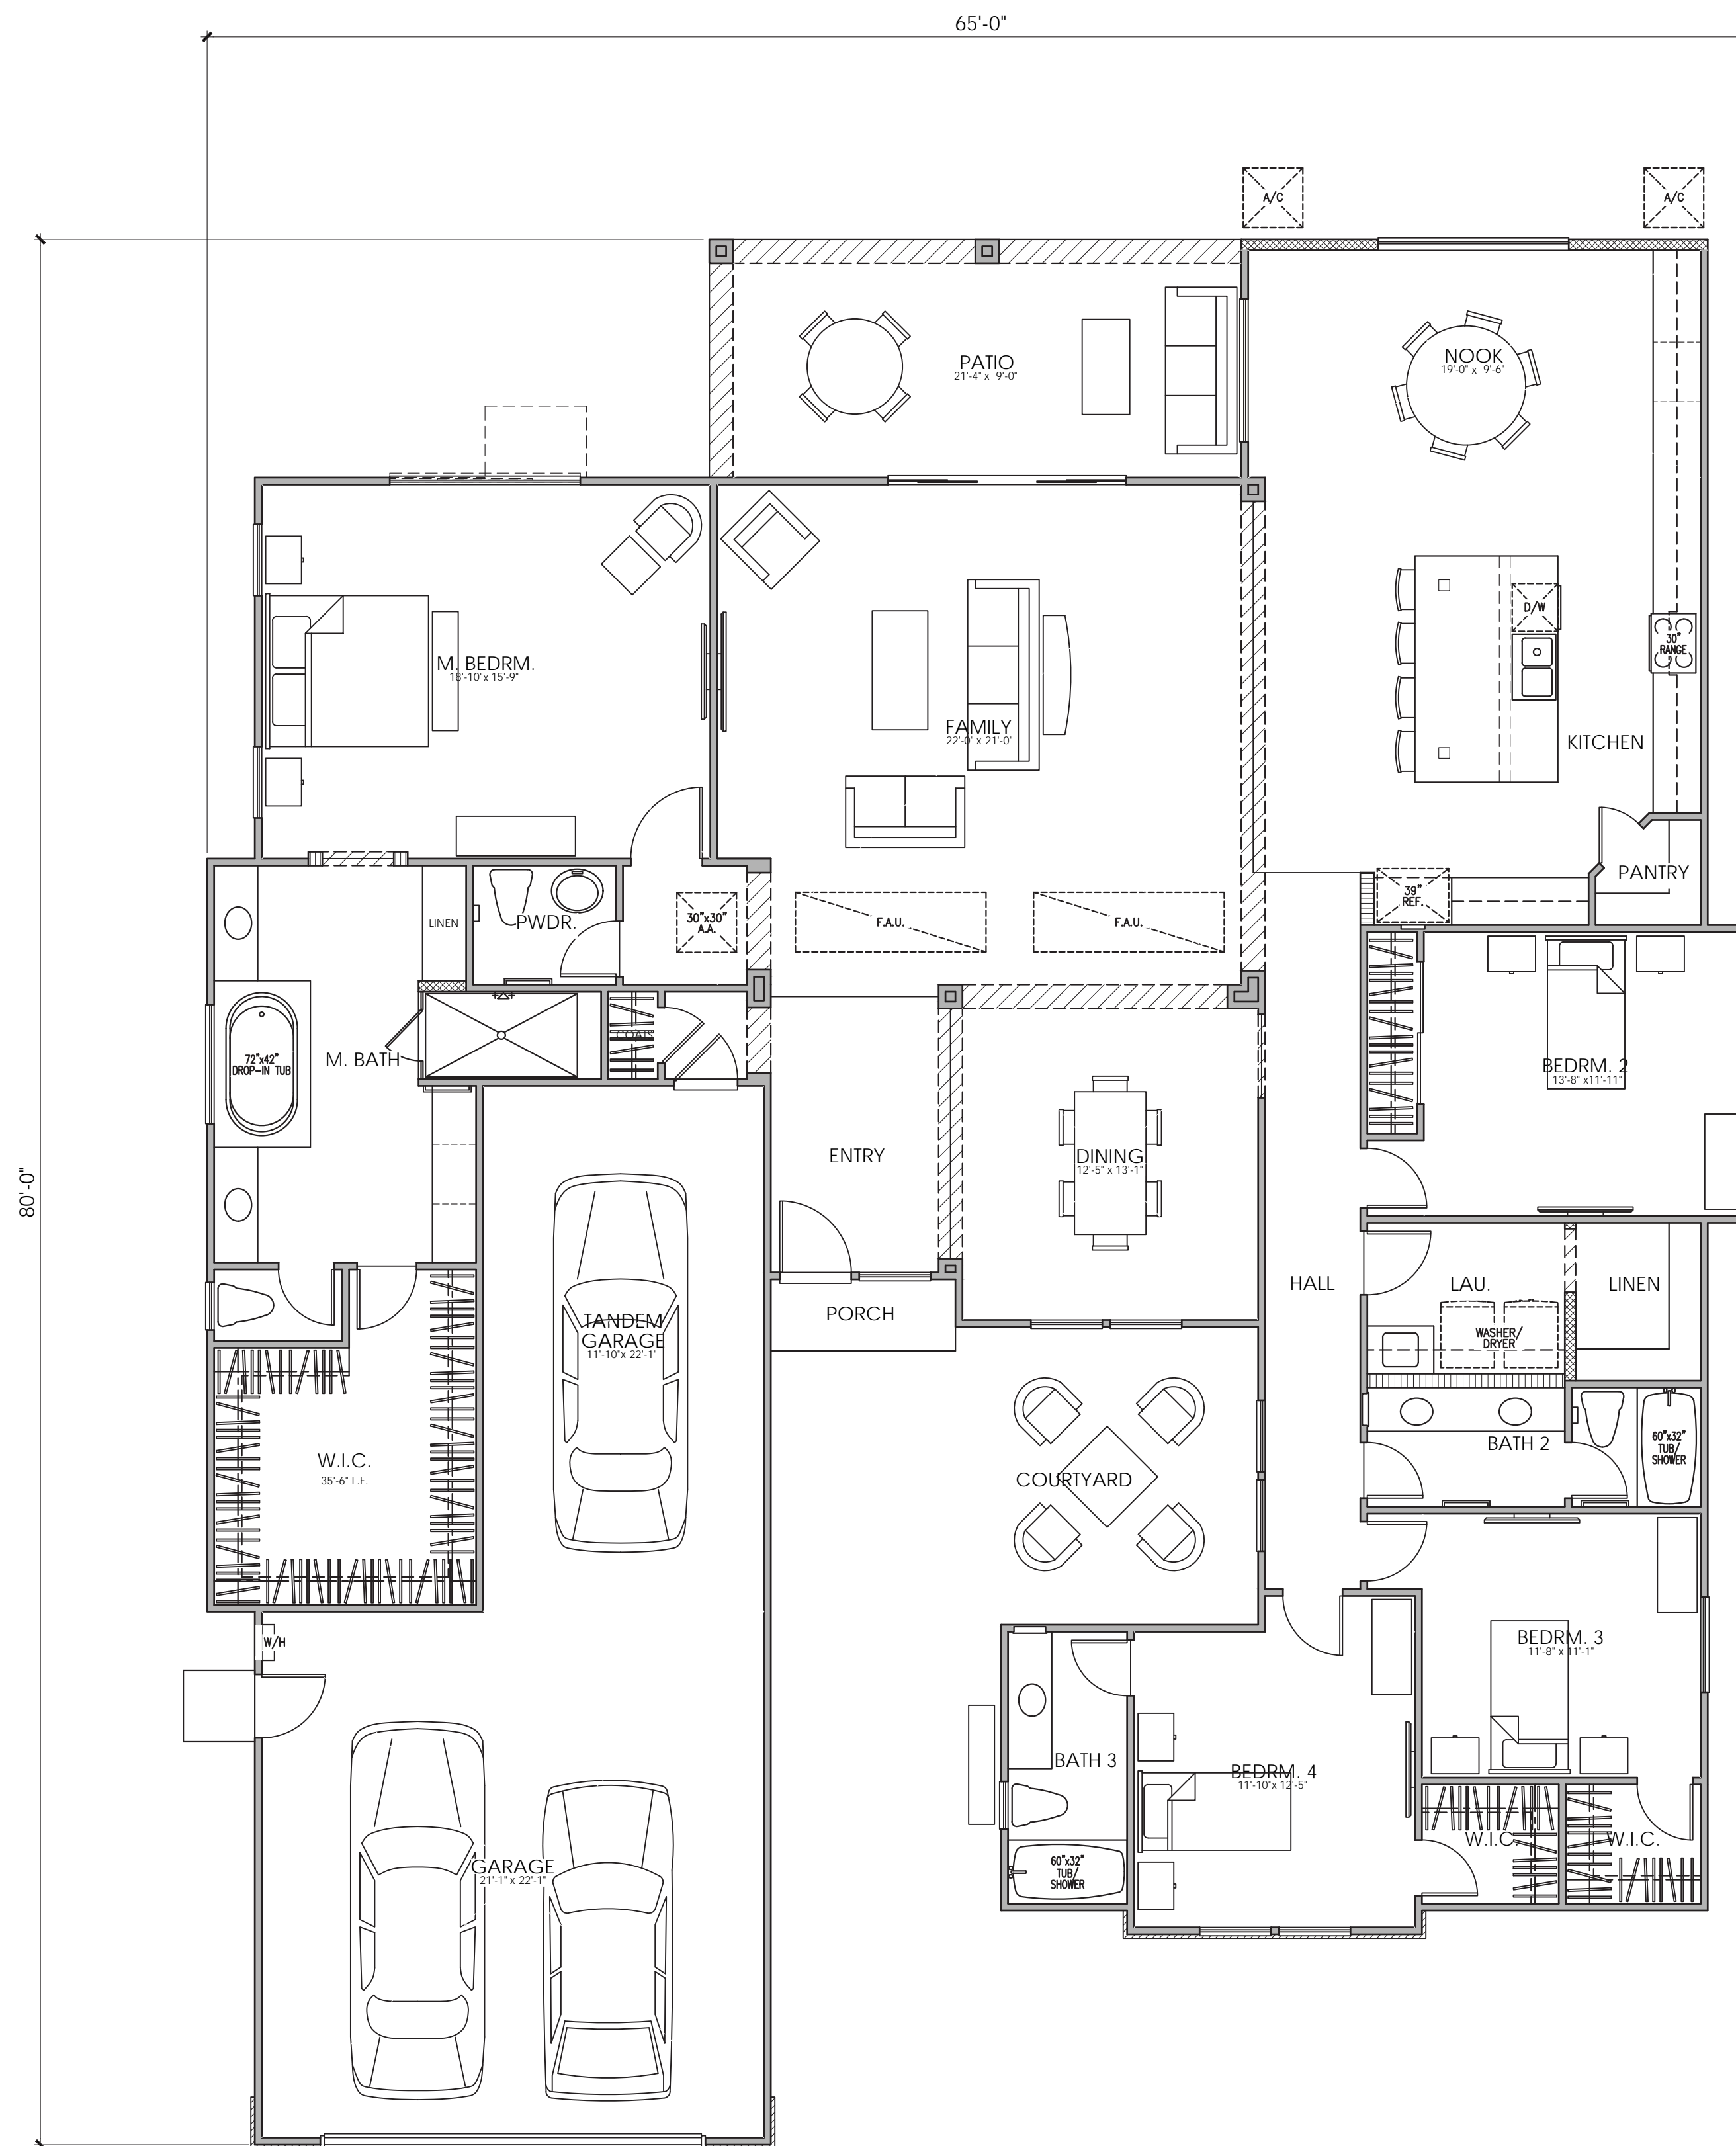 65'-0"
A/C
A/C
PATIO
21'-4" x 9'-0"
NOOK
19'-0" x 9'-6"
D/W
30"
RANGE
M. BEDRM.
18'-10"x 15'-9"
FAMILY
22'-0" x 21'-0"
KITCHEN
PANTRY
39"
REF.
LINEN
PWDR.
30"x30"
A.A.
F.A.U.
F.A.U.
COATS
72"x42"
DROP-IN TUB
M. BATH
BEDRM. 2
13'-8" x11'-11"
80'-0"
ENTRY
DINING
12'-5" x 13'-1"
HALL
LAU.
LINEN
PORCH
TANDEM
GARAGE
11'-10"x 22'-1"
WASHER/
DRYER
W.I.C.
35'-6" L.F.
BATH 2
60"x32"
TUB/
SHOWER
COURTYARD
W/H
BEDRM. 3
11'-8" x 11'-1"
BATH 3
BEDRM. 4
11'-10"x 12'-5"
W.I.C.
W.I.C.
GARAGE
21'-1" x 22'-1"
60"x32"
TUB/
SHOWER